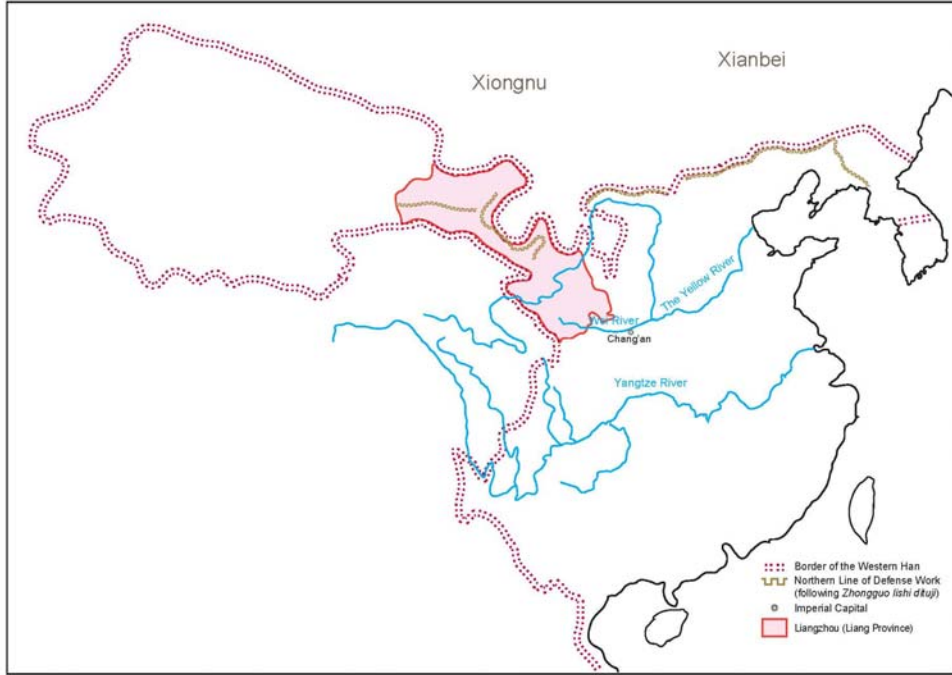 Xianbei
Xiongnu
The Yellow River
Wei River
Chang'an
Yangtze River
Border of the Western Han
Northern Line of Defense Work
(following Zhongguo lishi dituji)
Imperial Capital
Liangzhou (Liang Province)